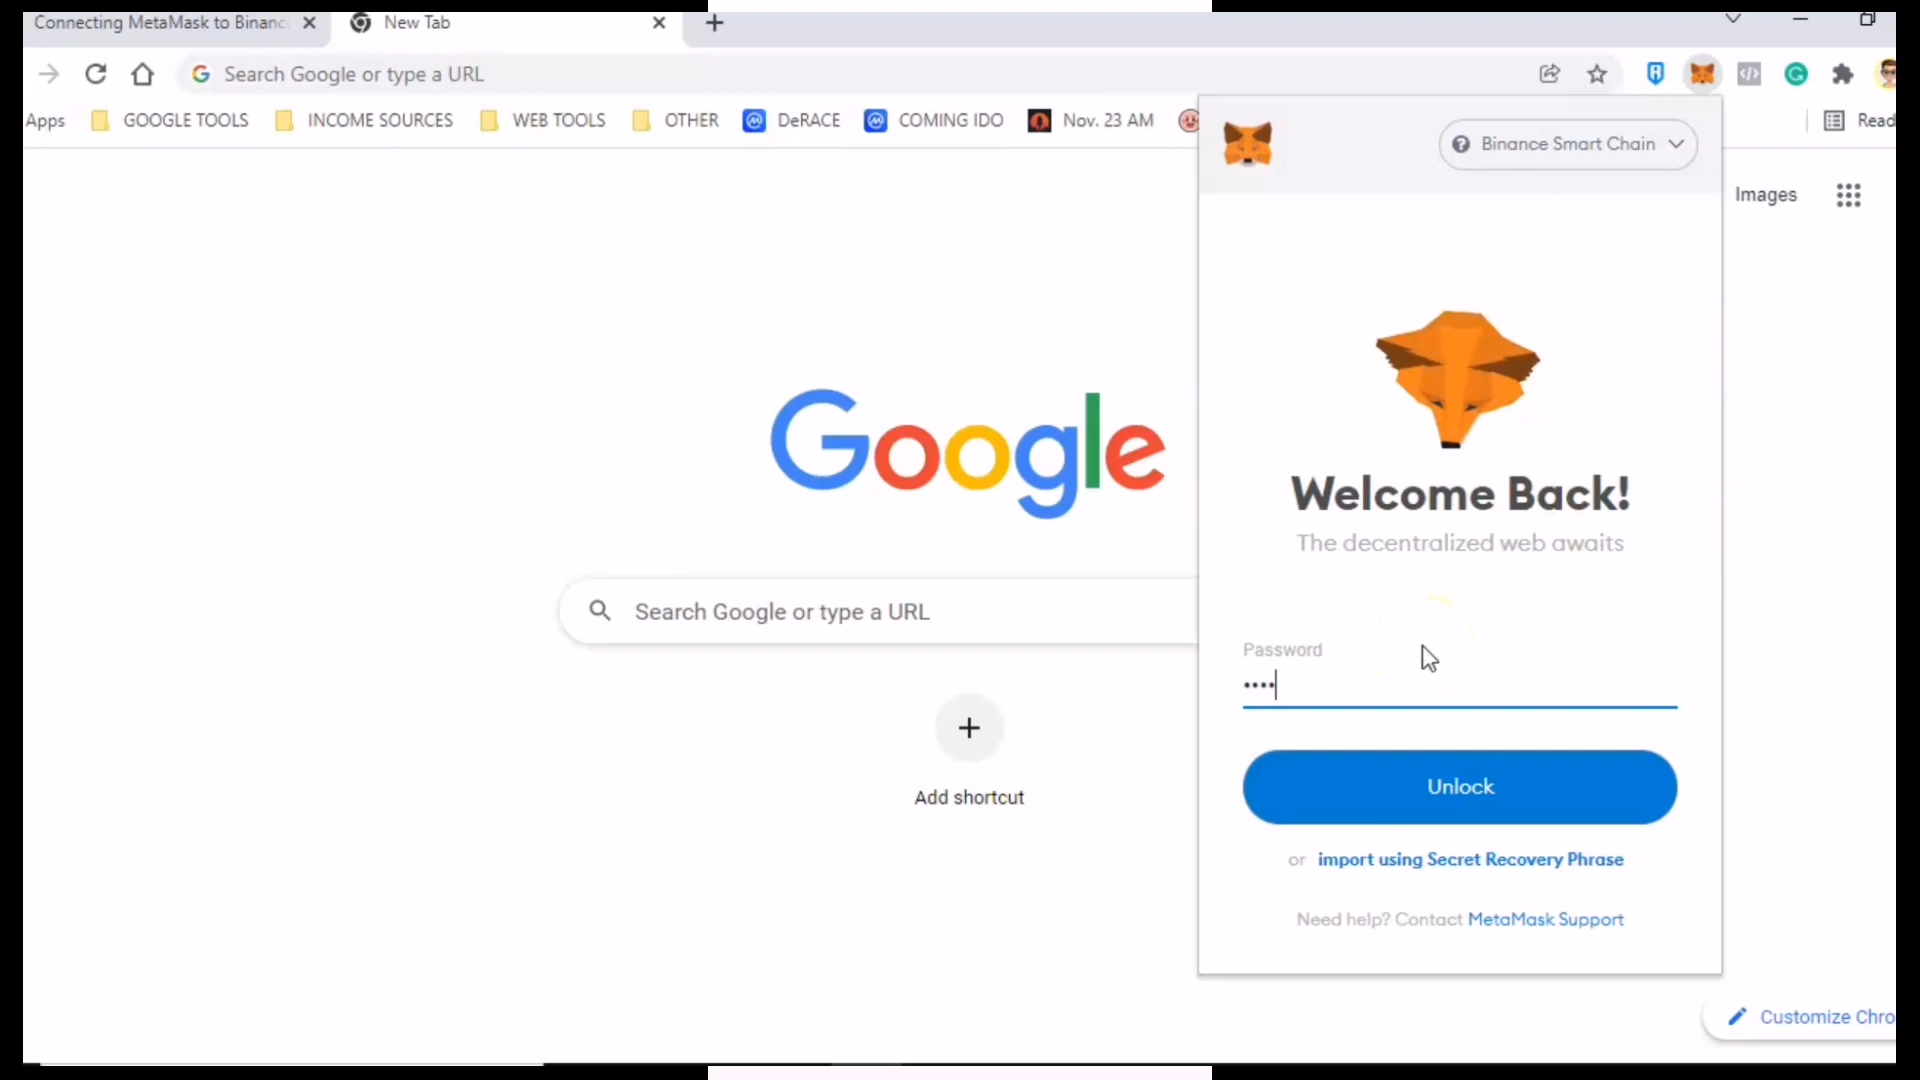 Connecting MetaMask to Binanc
New Tab
Search Google or type a URL
Apps GOOGLE TOOLS INCOME SOURCES WEB TOOLS OTHER DeRACE COMING IDO Nov. 23 AM Read
Binance Smart Chain
Images
Google
Welcome Back!
The decentralized web awaits
Search Google or type a URL
Password
Unlock
Add shortcut
or import using Secret Recovery Phrase
Need help? Contact MetaMask Support
Customize Chro